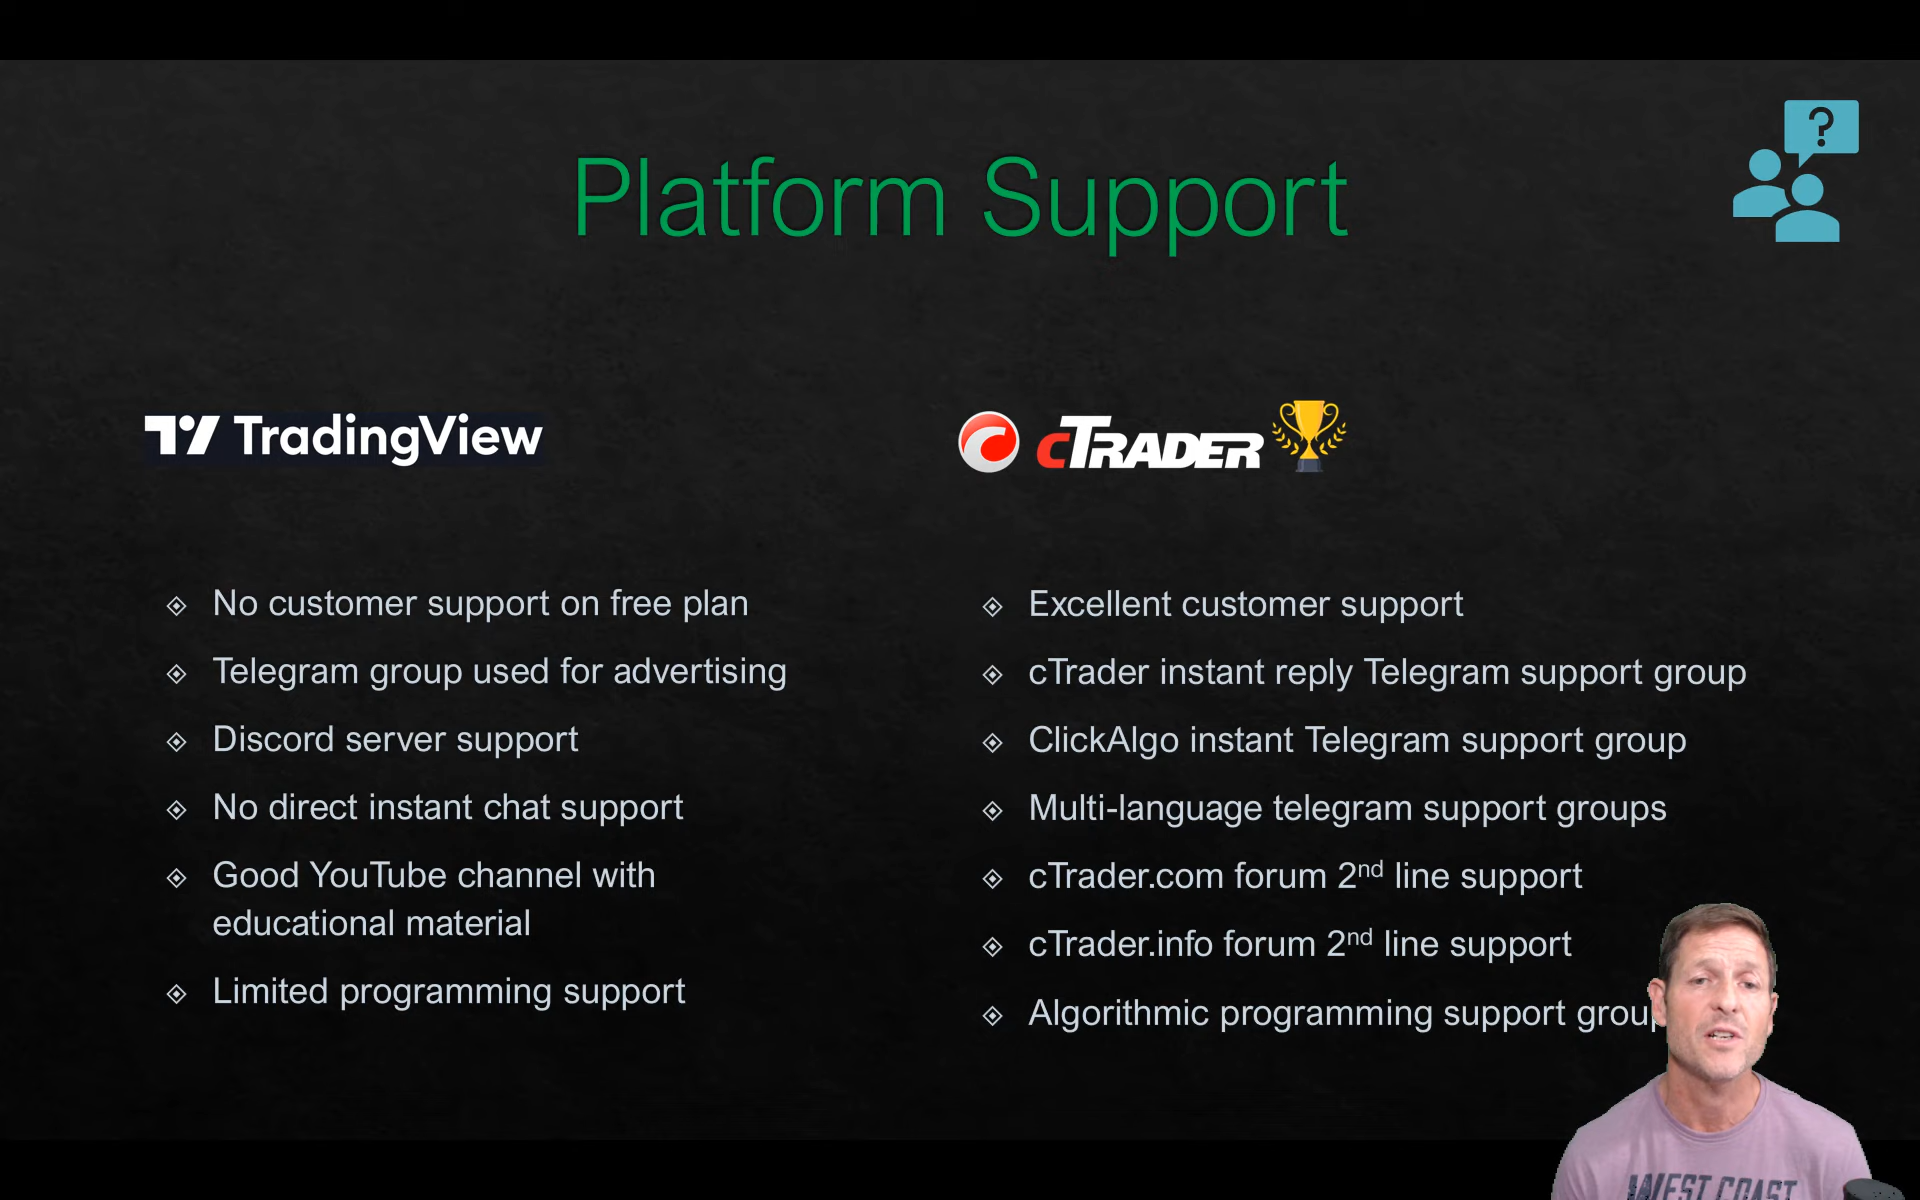 ?
Platform Support
TradingView
cTRADER
No customer support on free plan
Telegram group used for advertising
Discord server support
No direct instant chat support
Good YouTube channel with
educational material
Limited programming support
Excellent customer support
cTrader instant reply Telegram support group
ClickAlgo instant Telegram support group
Multi-language telegram support groups
cTrader.com forum 2nd line support
cTrader.info forum 2nd line support
Algorithmic programming support group
WEST COAST